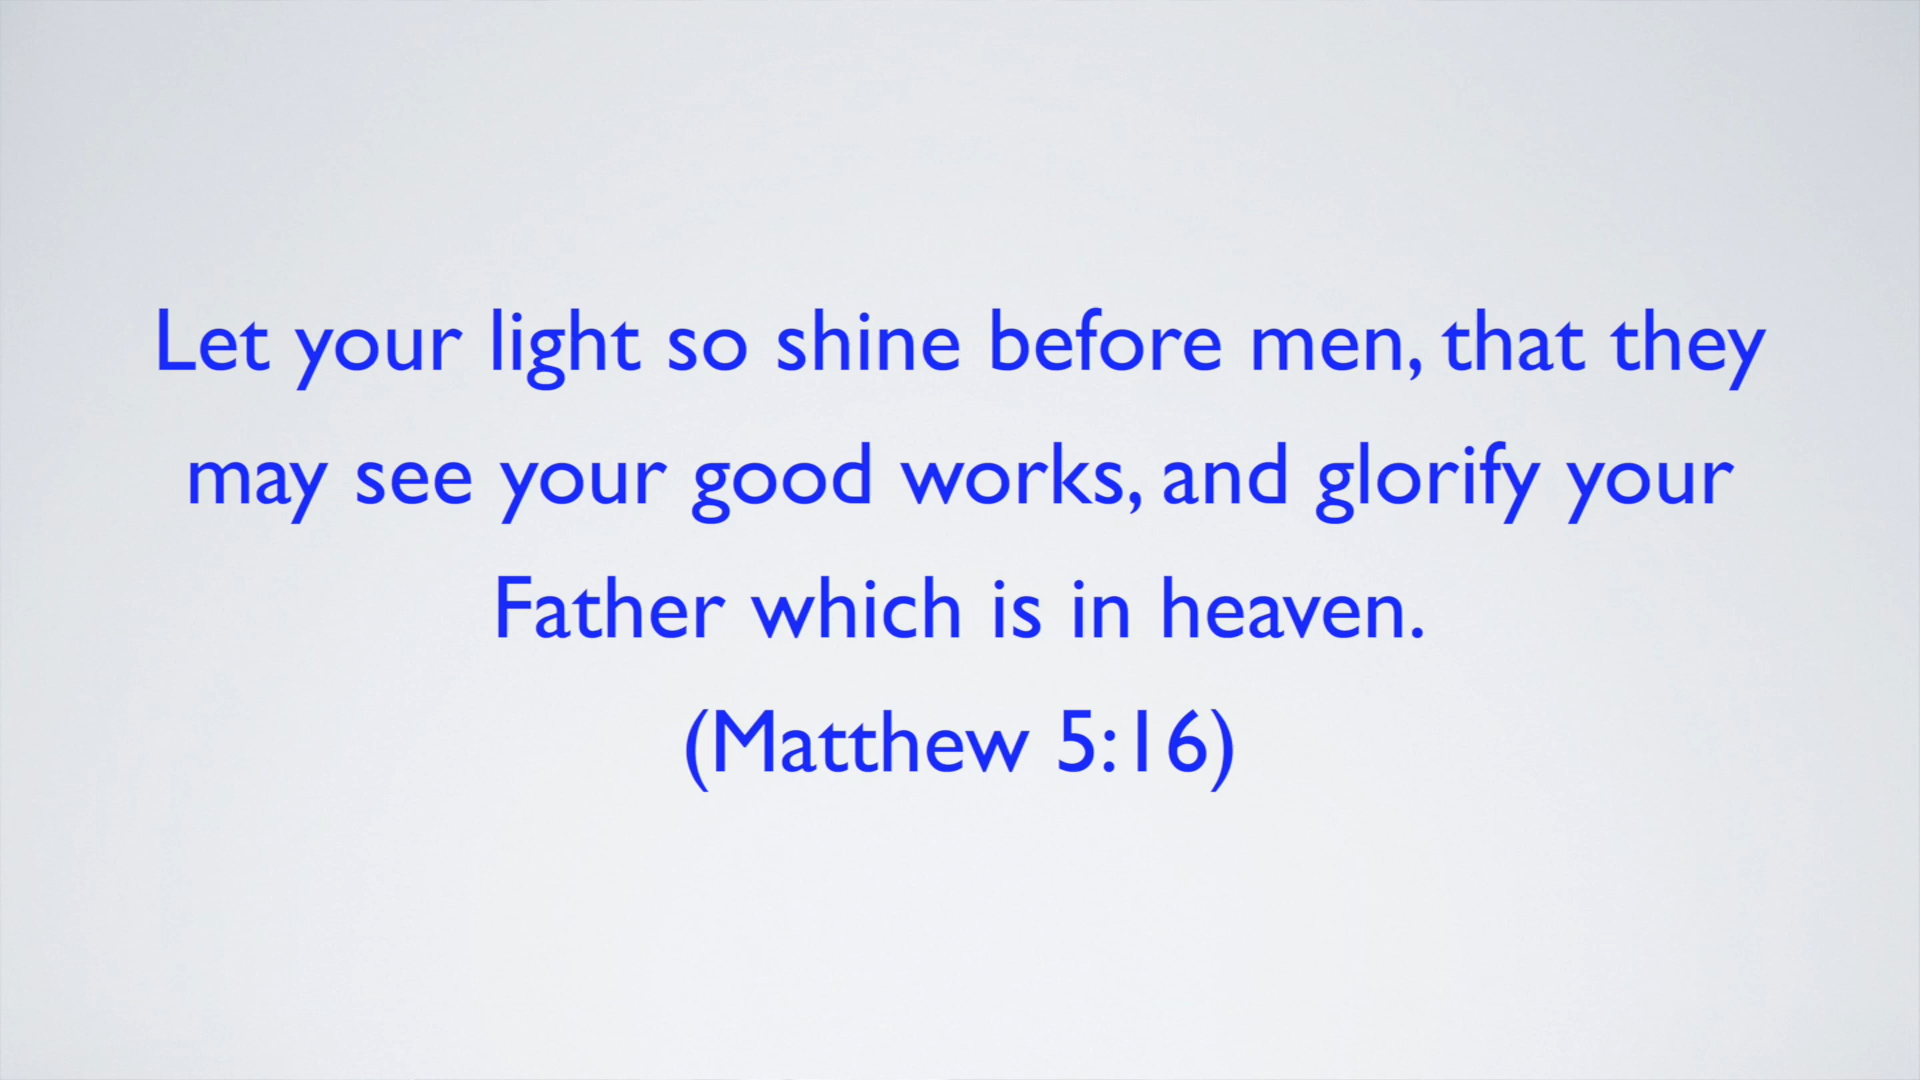 Let your light so shine before men, that they
may see your good works, and glorify your
Father which is in heaven.
(Matthew 5:16)